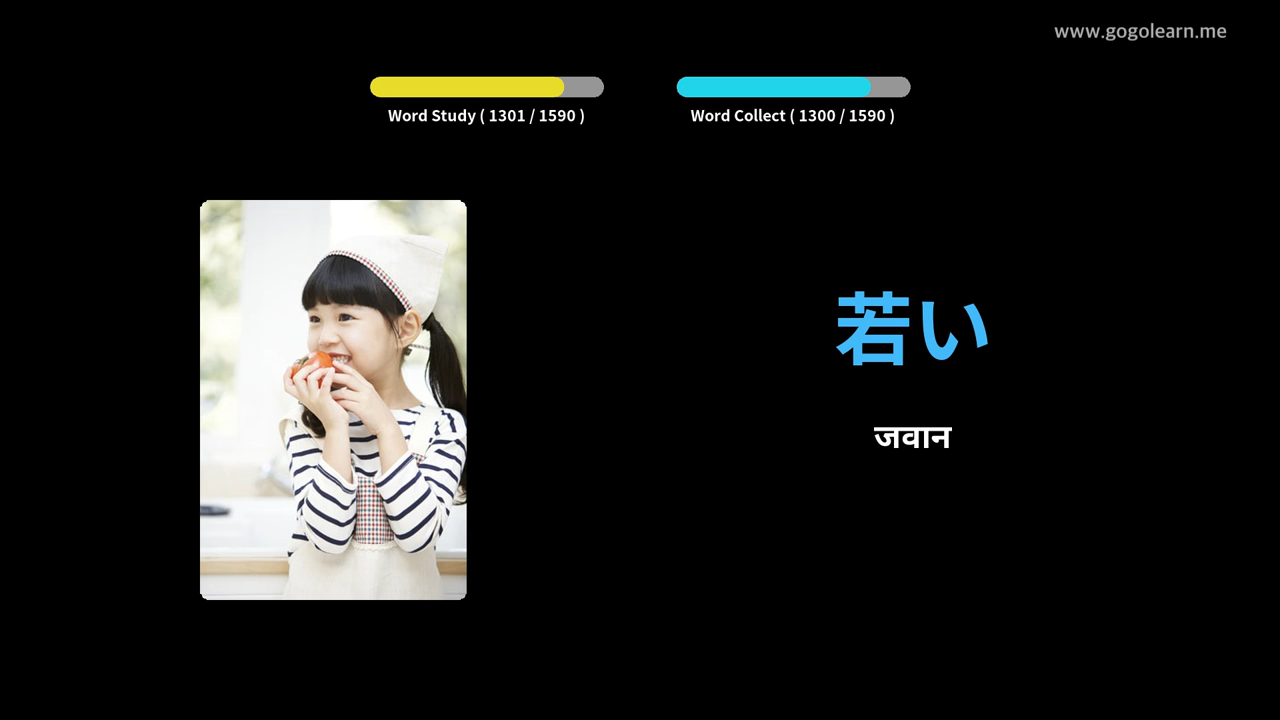 www.gogolearn.me
Word Study ( 1301 / 1590 )
Word Collect ( 1300 / 1590 )
若い
जवान